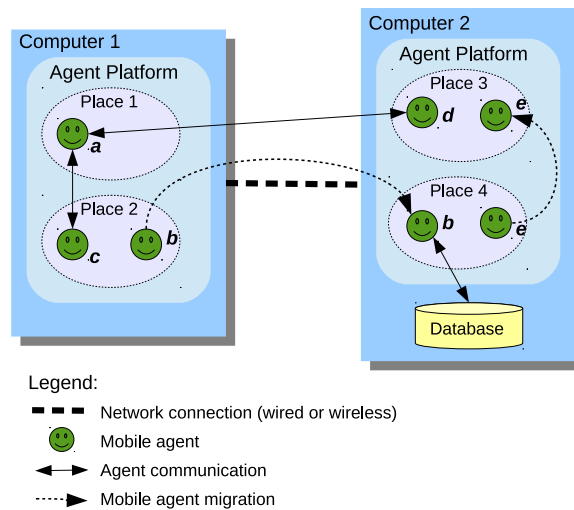 Computer 1
Agent Platform
Place 1
a
Place 2
c
b
Computer 2
Agent Platform
Place 3
d
e
Place 4
b
e
Database
Legend:
Network connection (wired or wireless)
Mobile agent
Agent communication
Mobile agent migration